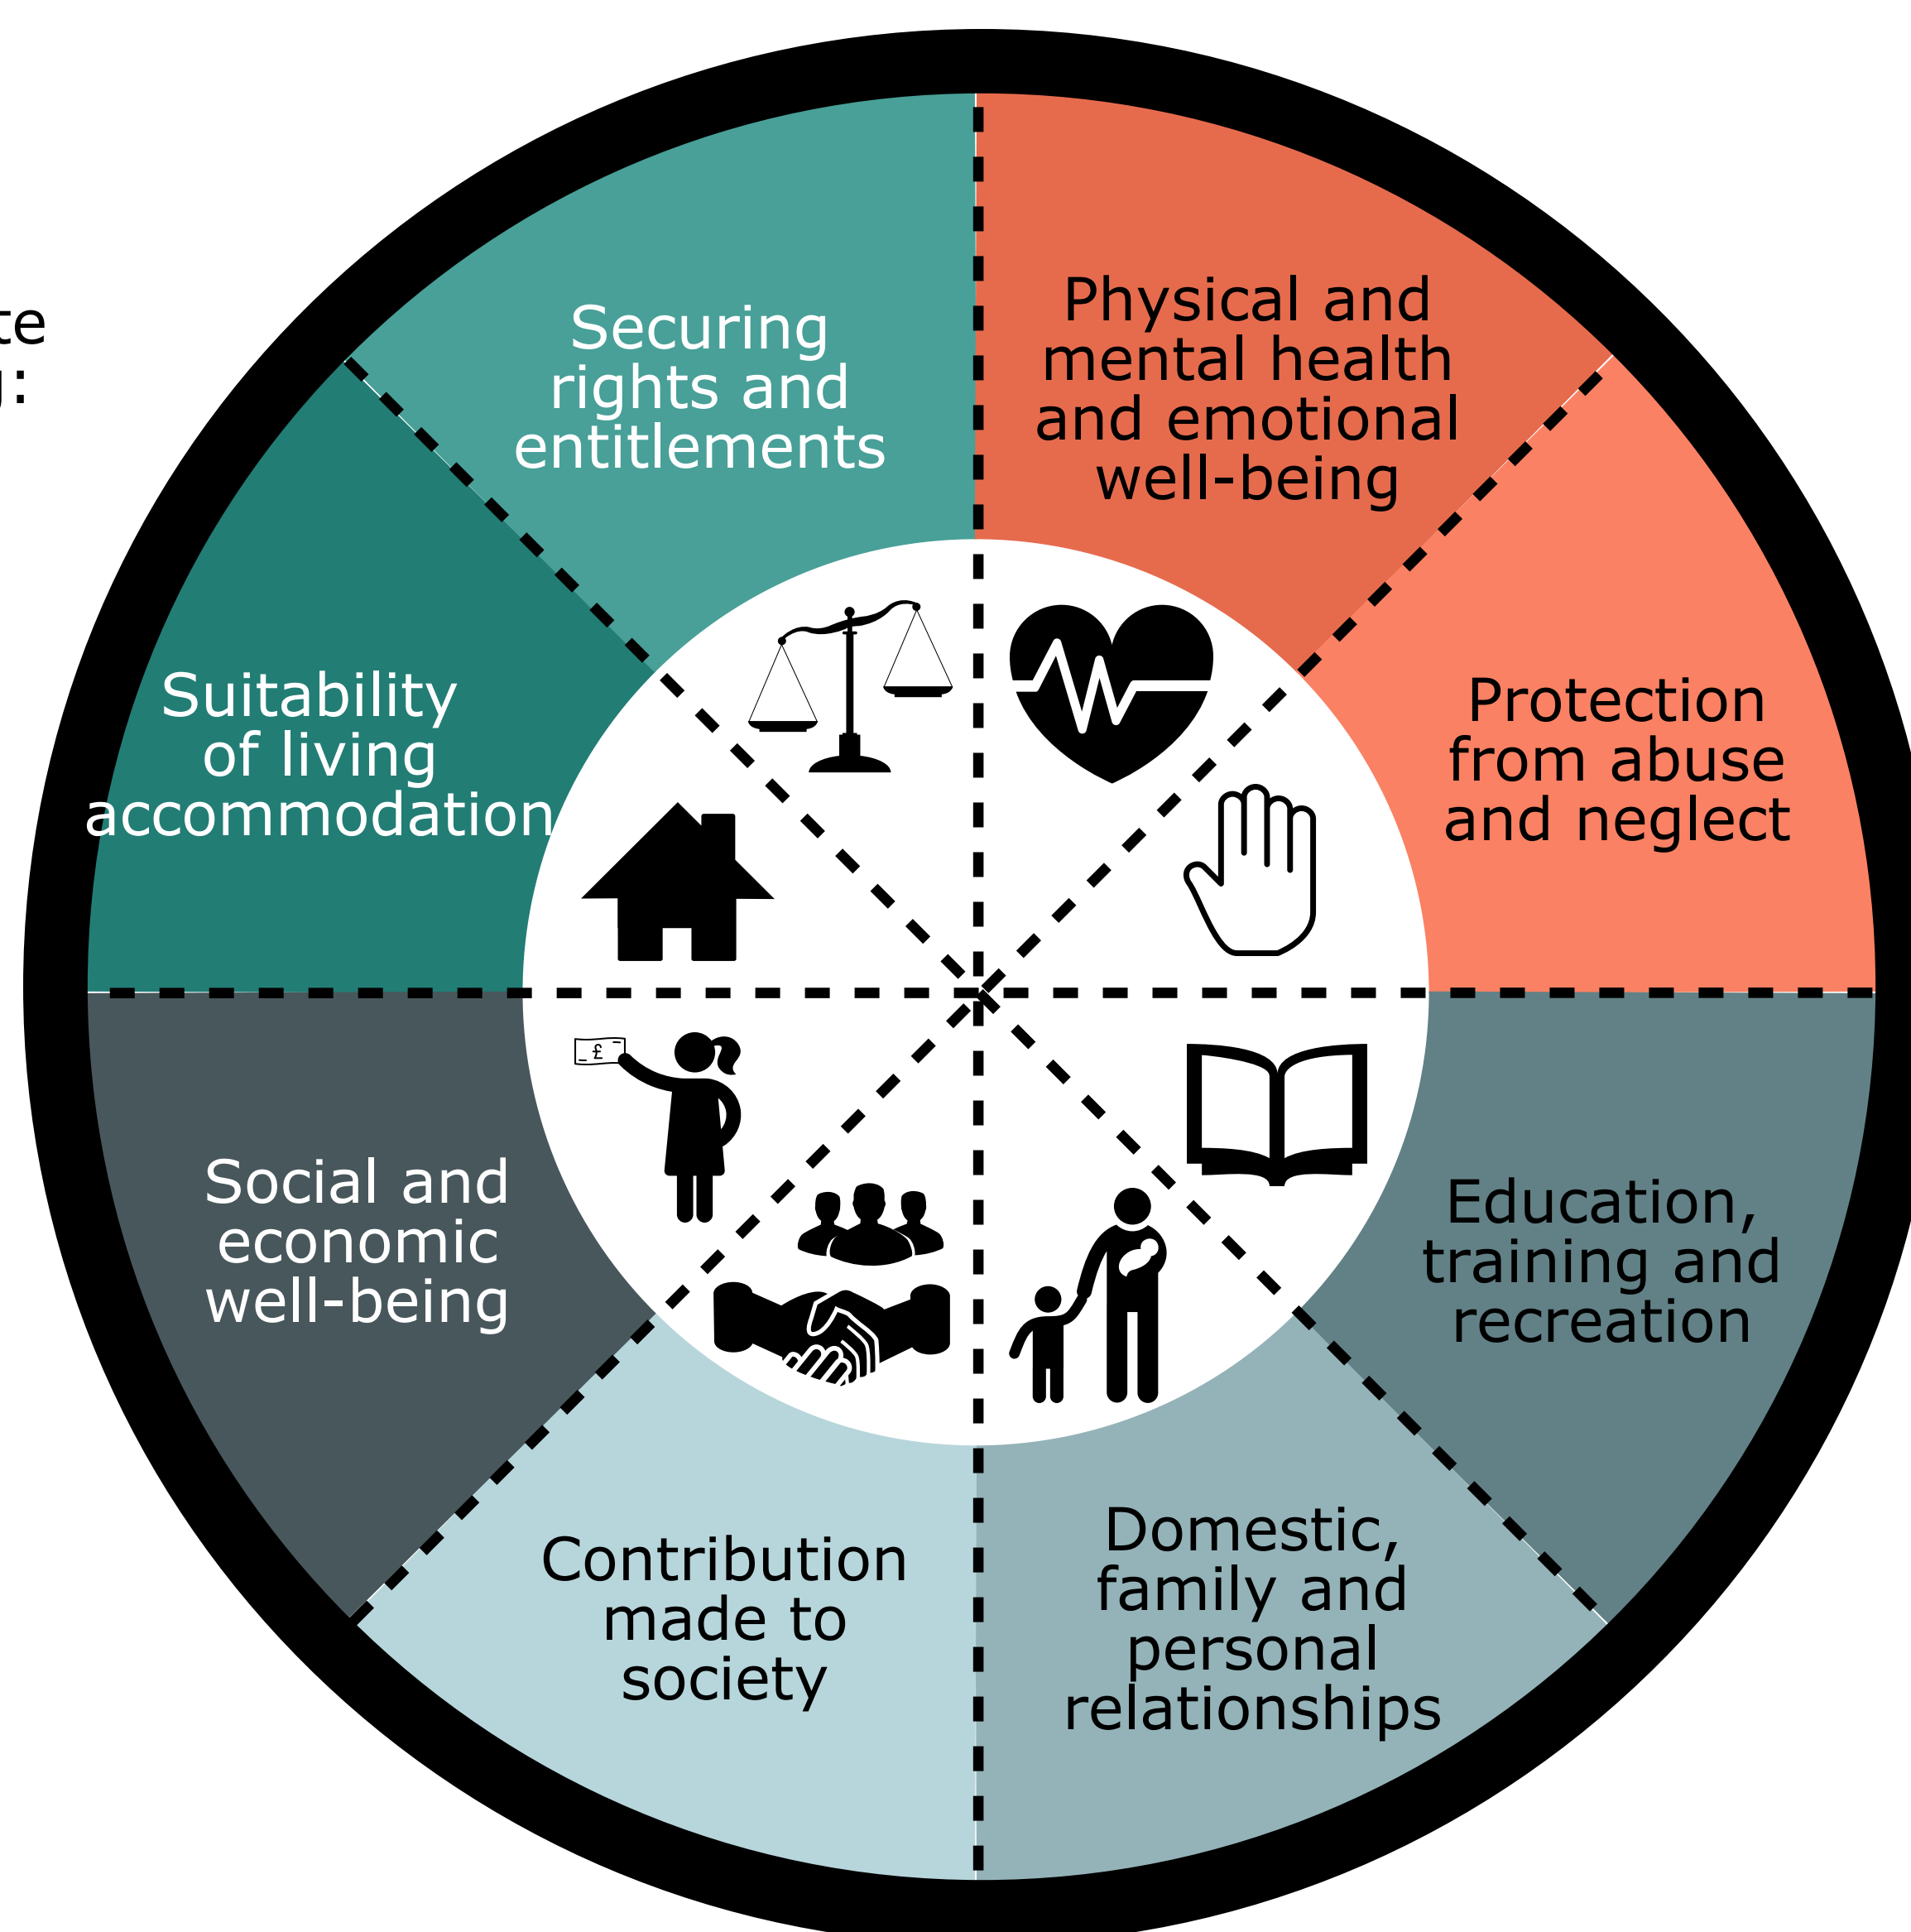 Securing
rights and
entitlements
Physical and
mental health
and emotional
well-being
Protection
from abuse
and neglect
Education,
training and
recreation
Domestic,
family and
personal
relationships
Contribution
made to
society
Social and
economic
well-being
£
Suitability
of living
accommodation